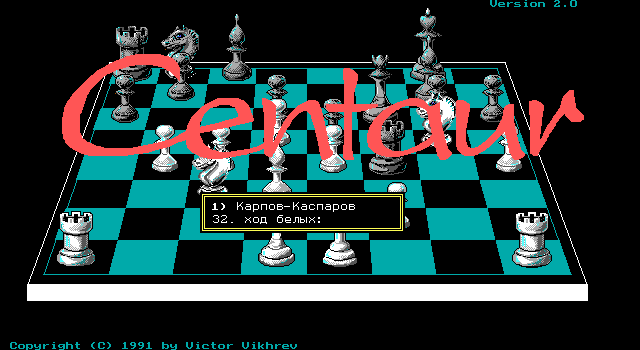 Version 2.0
Centaur
1) Карпов-Каспаров
32. ход белых:
Copyright (C) 1991 by Victor Vikhrev